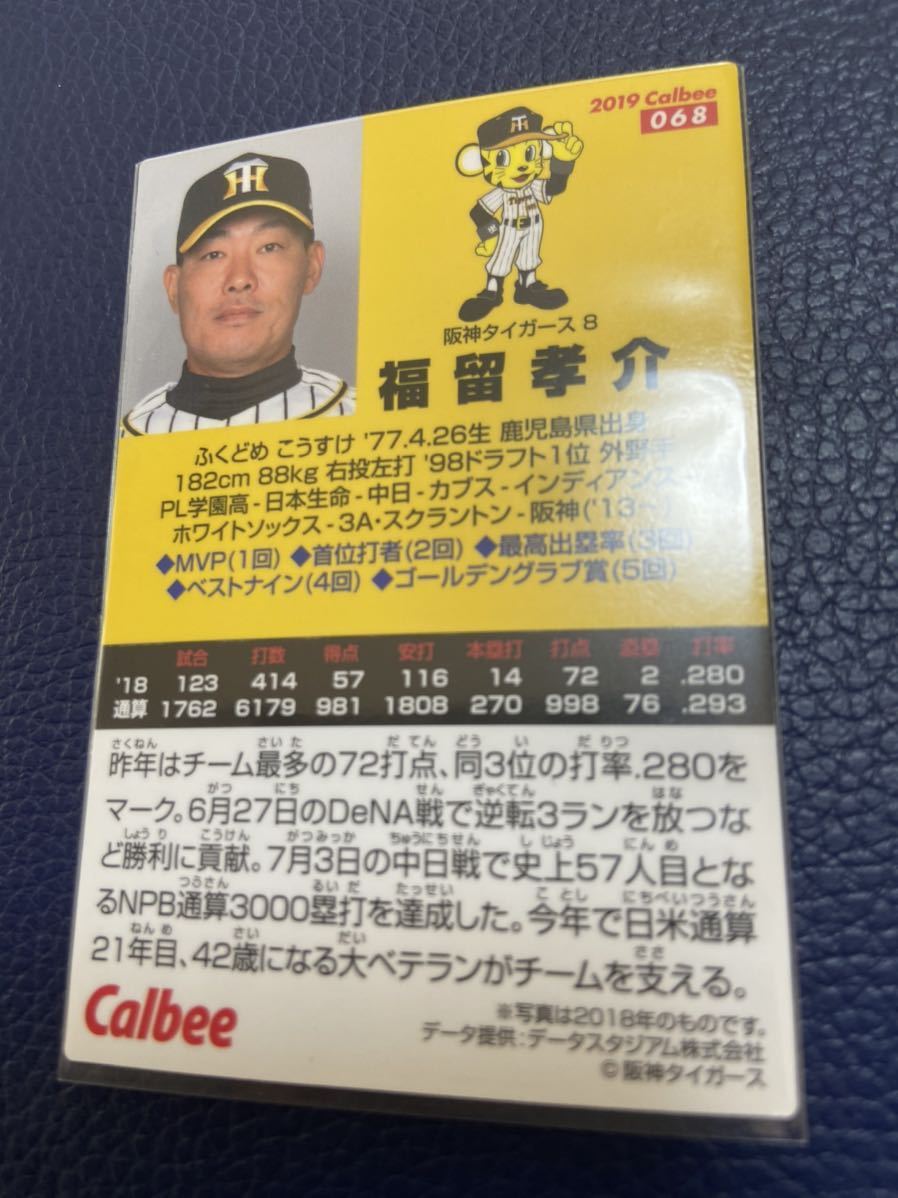 2019 Calbee
068
阪神タイガース 8
福留孝介
ふくどめ こうすけ '77.4.26生 鹿児島県出身
182cm 88kg 右投左打 '98ドラフト1位 外野手
PL学園高-日本生命-中日-カブス-インディアンス-
ホワイトソックス-3A・スクラントン-阪神('13〜)
◆MVP(1回) ◆首位打者(2回) ◆最高出塁率(3回)
◆ベストナイン(4回) ◆ゴールデングラブ賞(5回)
試合 打数 得点 安打 本塁打 打点 盗塁 打率
'18 123 414 57 116 14 72 2 .280
通算 1762 6179 981 1808 270 998 76 .293
昨年はチーム最多の72打点、同3位の打率.280を
マーク。6月27日のDeNA戦で逆転3ランを放つな
ど勝利に貢献。7月3日の中日戦で史上57人目とな
るNPB通算3000塁打を達成した。今年で日米通算
21年目、42歳になる大ベテランがチームを支える。
Calbee
※写真は2018年のものです。
データ提供:データスタジアム株式会社
©阪神タイガース